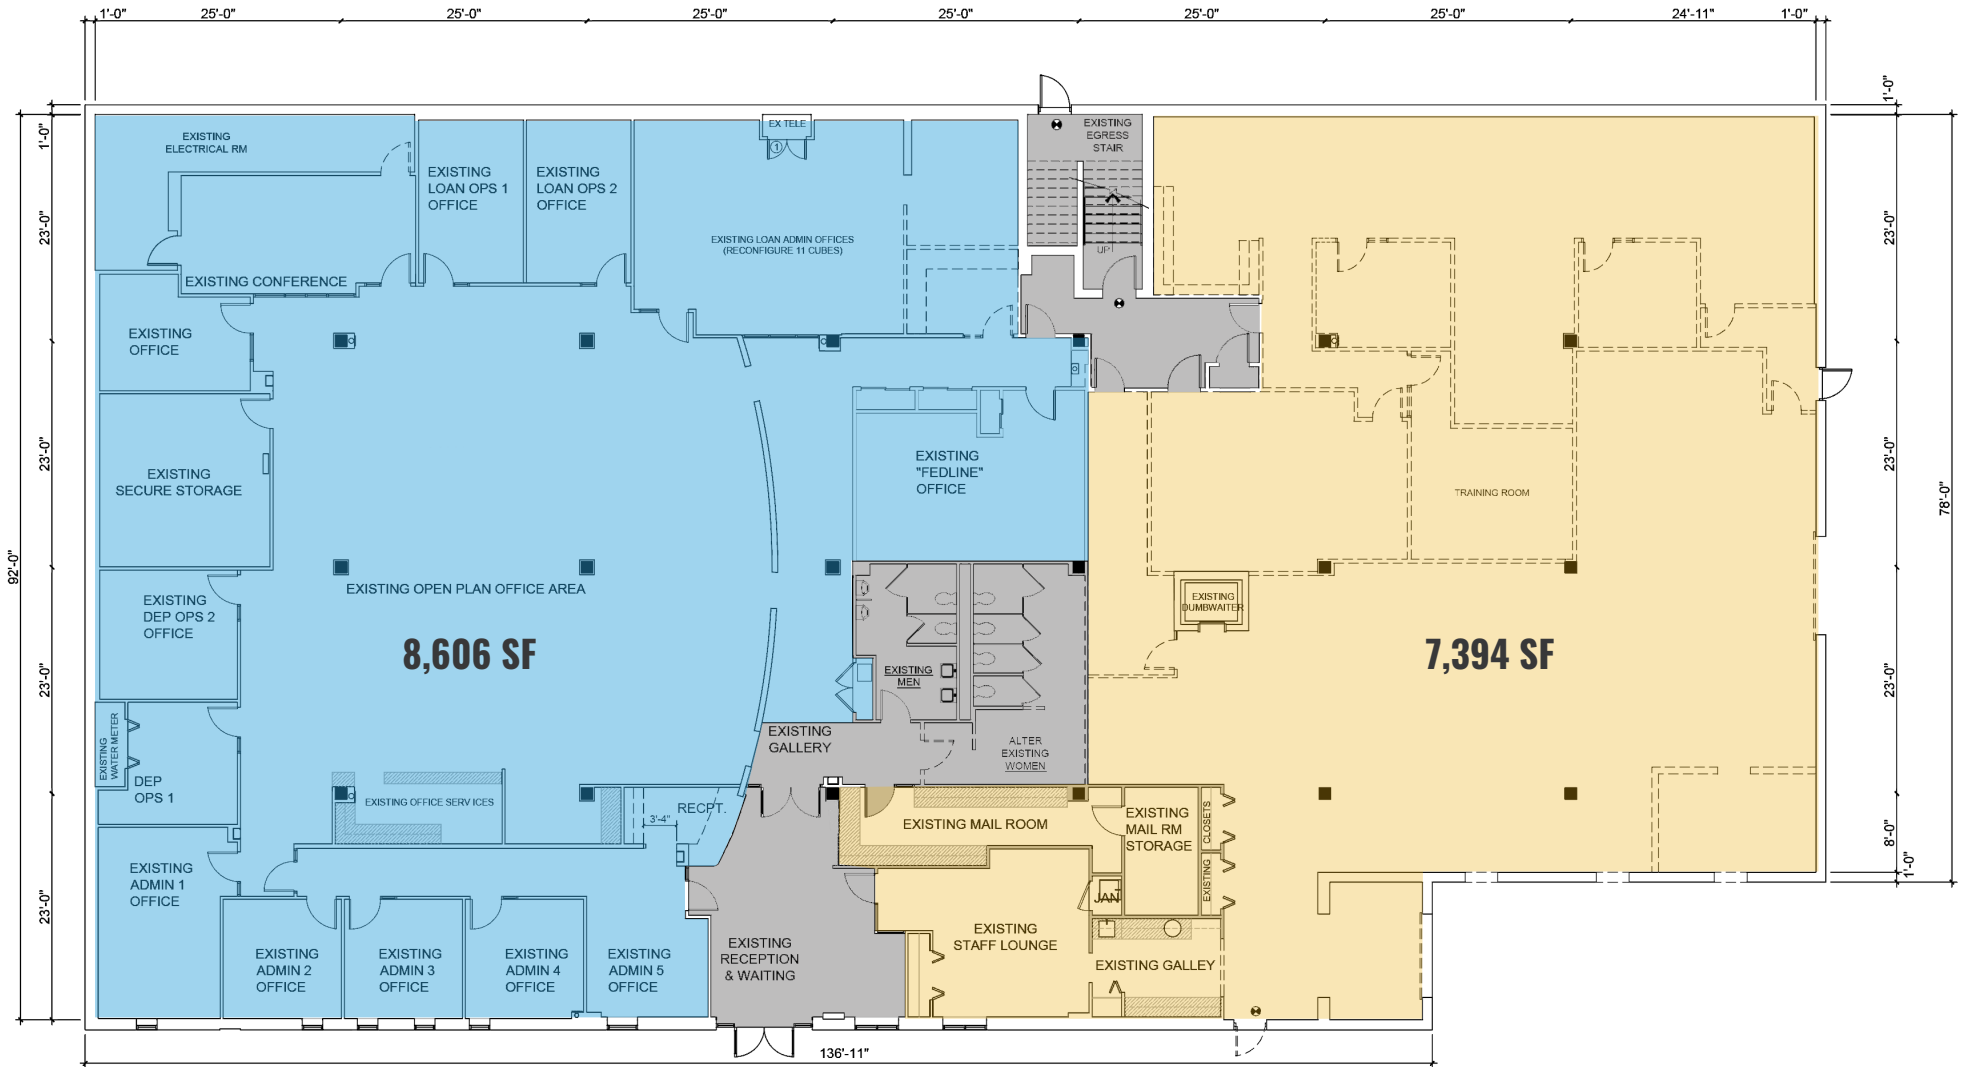 1'-0" 25'-0" 25'-0" 25'-0" 25'-0" 25'-0" 25'-0" 24'-11" 1'-0"
1'-0"
1'-0"
23'-0"
23'-0"
23'-0"
23'-0"
92'-0"
EXISTING
ELECTRICAL RM
EXISTING
LOAN OPS 1
OFFICE
EXISTING
LOAN OPS 2
OFFICE
EX TELE
1
EXISTING LOAN ADMIN OFFICES
(RECONFIGURE 11 CUBES)
EXISTING
EGRESS
STAIR
UP
EXISTING CONFERENCE
EXISTING
OFFICE
EXISTING
SECURE STORAGE
EXISTING
"FEDLINE"
OFFICE
TRAINING ROOM
EXISTING OPEN PLAN OFFICE AREA
EXISTING
DEP OPS 2
OFFICE
EXISTING
DUMBWAITER
8,606 SF
7,394 SF
EXISTING
MEN
EXISTING
WATER METER
DEP
OPS 1
EXISTING
GALLERY
ALTER
EXISTING
WOMEN
EXISTING OFFICE SERVICES
RECPT.
3'-4"
EXISTING MAIL ROOM
EXISTING
MAIL RM
STORAGE
CLOSETS
EXISTING
JAN
EXISTING
ADMIN 1
OFFICE
EXISTING
ADMIN 2
OFFICE
EXISTING
ADMIN 3
OFFICE
EXISTING
ADMIN 4
OFFICE
EXISTING
ADMIN 5
OFFICE
EXISTING
RECEPTION
& WAITING
EXISTING
STAFF LOUNGE
EXISTING GALLEY
23'-0"
23'-0"
23'-0"
8'-0"
1'-0"
78'-0"
136'-11"